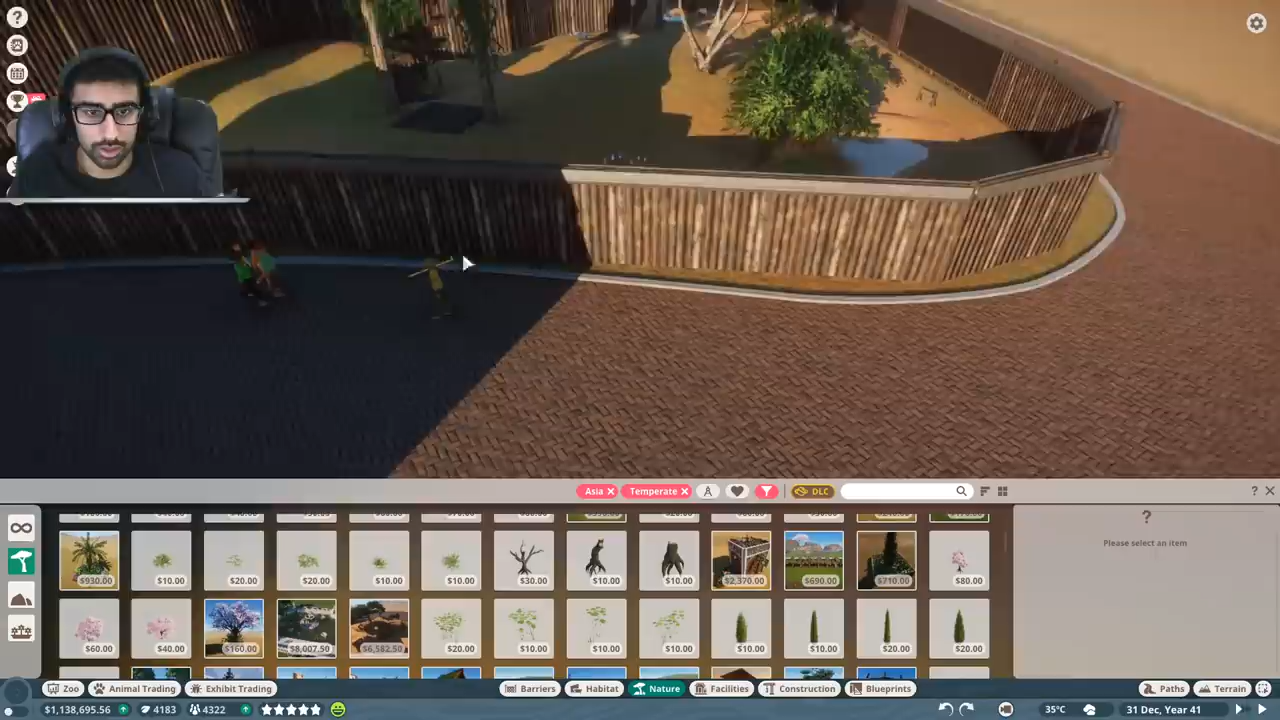 ?
Asia ✕ Temperate ✕ DLC ? ✕
?
Please select an item
$930.00 $10.00 $20.00 $20.00 $10.00 $10.00 $30.00 $10.00 $10.00 $2,370.00 $690.00 $710.00 $80.00
$60.00 $40.00 $160.00 $8,007.50 $6,582.50 $20.00 $10.00 $10.00 $10.00 $10.00 $10.00 $20.00 $20.00
Zoo Animal Trading Exhibit Trading Barriers Habitat Nature Facilities Construction Blueprints Paths Terrain
$1,138,695.56 4183 4322 35°C 31 Dec, Year 41